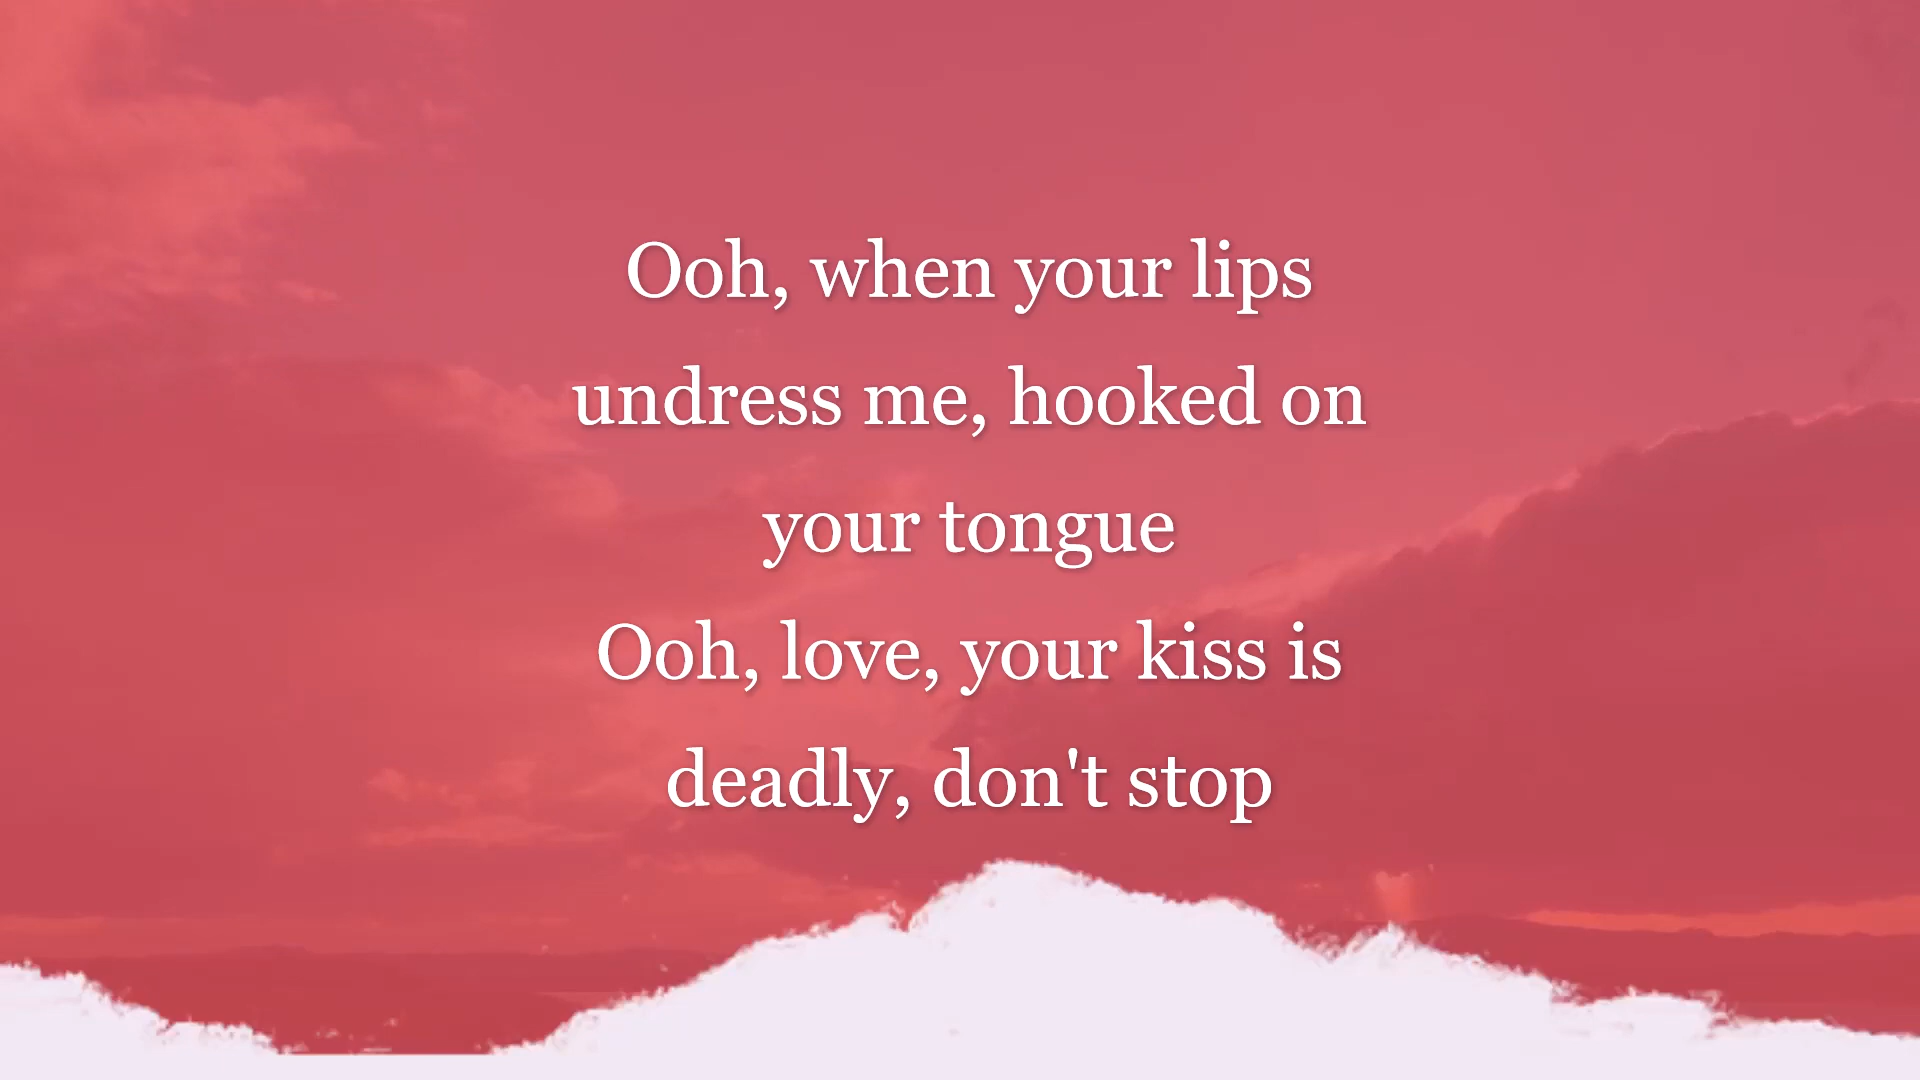 Ooh, when your lips
undress me, hooked on
your tongue
Ooh, love, your kiss is
deadly, don't stop